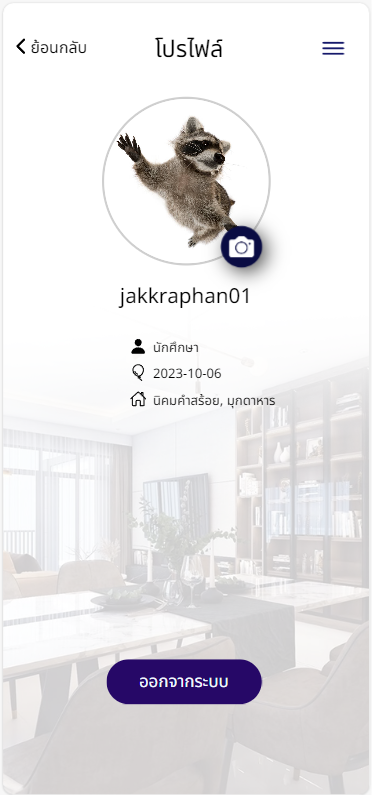 ย้อนกลับ
โปรไฟล์
jakkraphan01
นักศึกษา
2023-10-06
นิคมคำสร้อย, มุกดาหาร
ออกจากระบบ